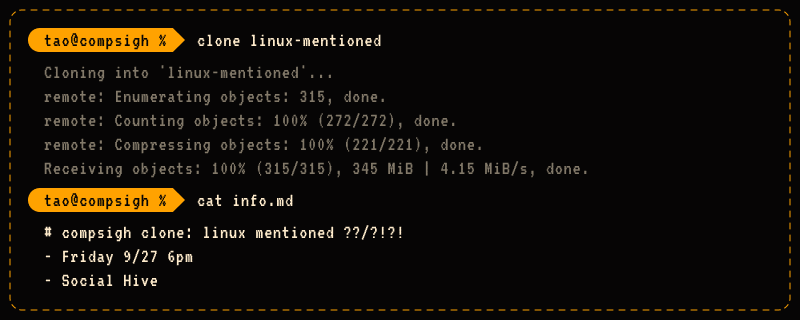 tao@compsigh % clone linux-mentioned
Cloning into `linux-mentioned`...
remote: Enumerating objects: 315, done.
remote: Counting objects: 100% (272/272), done.
remote: Compressing objects: 100% (221/221), done.
Receiving objects: 100% (315/315), 345 MiB | 4.15 MiB/s, done.
tao@compsigh % cat info.md
# compsigh clone: linux mentioned ??/?!?!
- Friday 9/27 6pm
- Social Hive